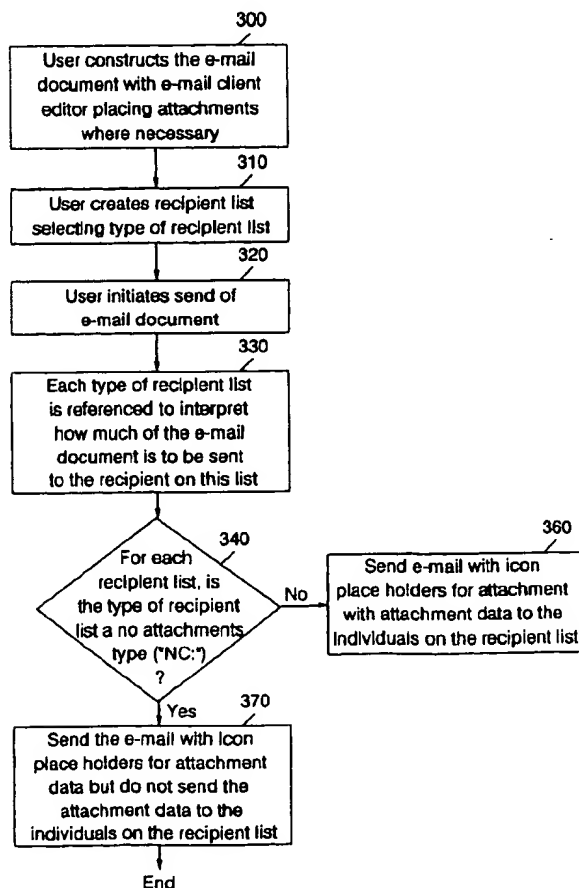 300
User constructs the e-mail
document with e-mail client
editor placing attachments
where necessary
310
User creates recipient list
selecting type of recipient list
320
User initiates send of
e-mail document
330
Each type of recipient list
is referenced to interpret
how much of the e-mail
document is to be sent
to the recipient on this list
340
For each
recipient list, is
the type of recipient
list a no attachments
type ("NC:")
?
No
360
Send e-mail with icon
place holders for attachment
with attachment data to the
individuals on the recipient list
Yes
370
Send the e-mail with icon
place holders for attachment
data but do not send the
attachment data to the
individuals on the recipient list
End